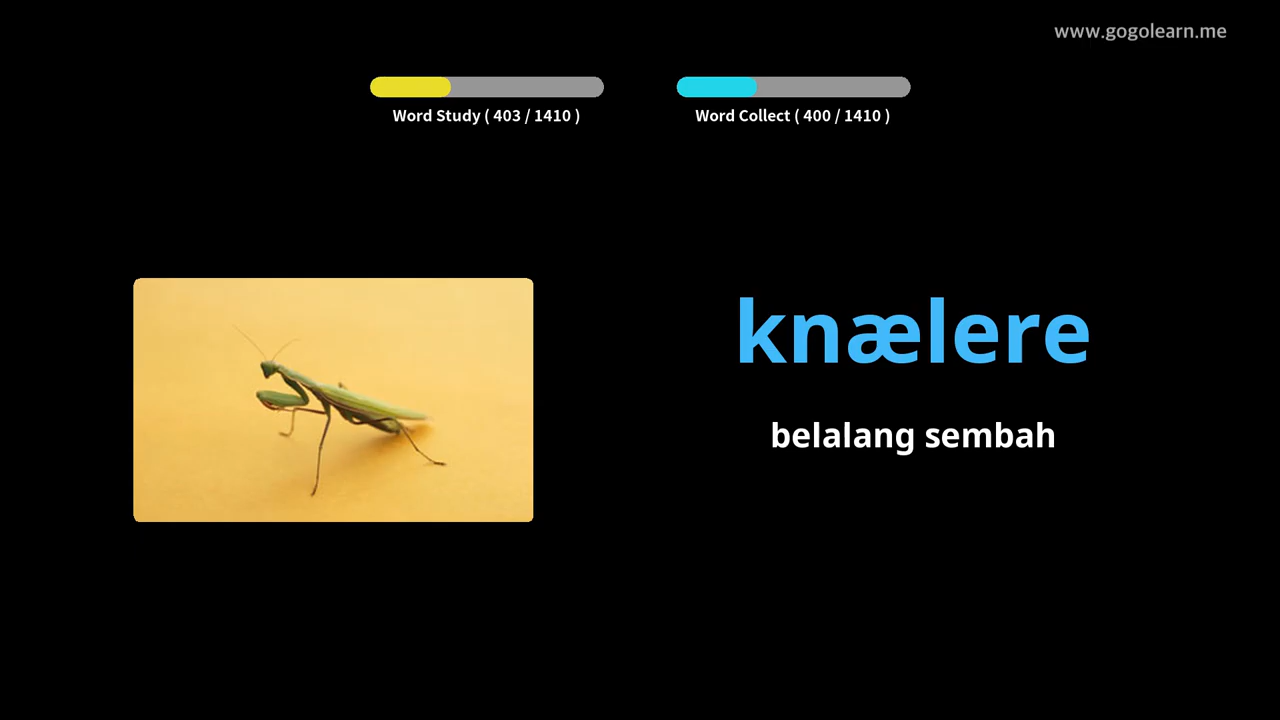 www.gogolearn.me
Word Study ( 403 / 1410 )
Word Collect ( 400 / 1410 )
knælere
belalang sembah